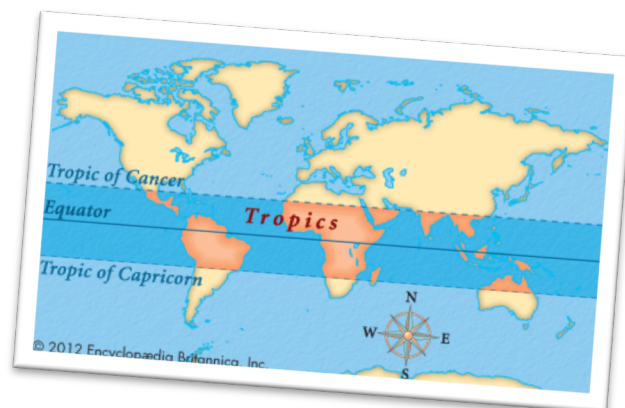 Tropic of Cancer
Equator
Tropics
Tropic of Capricorn
N
W
E
S
© 2012 Encyclopædia Britannica, Inc.